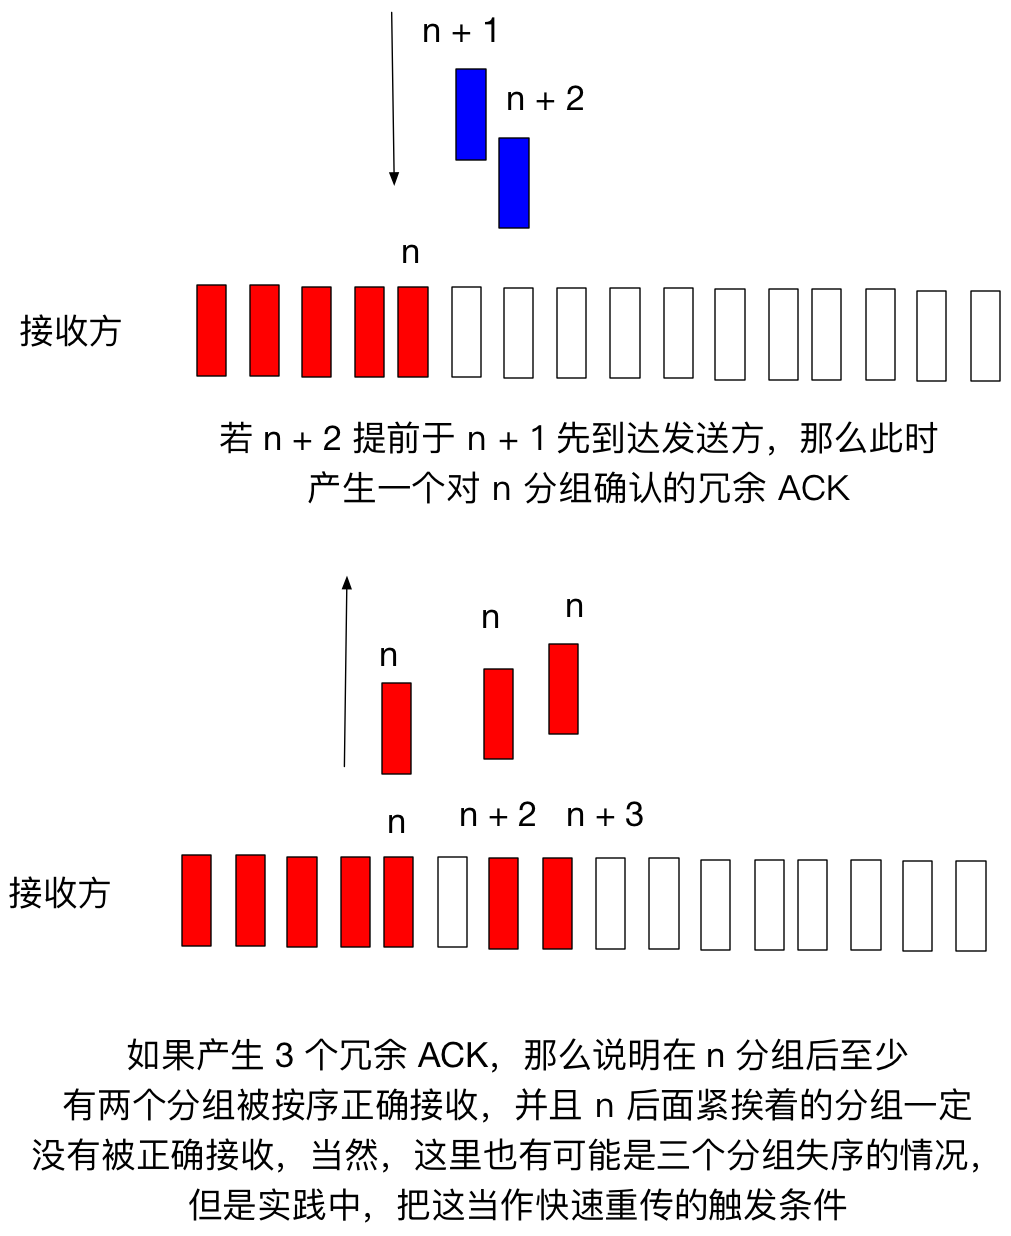 n + 1
n + 2
n
接收方
若 n + 2 提前于 n + 1 先到达发送方，那么此时
产生一个对 n 分组确认的冗余 ACK
n
n
n
n
n + 2
n + 3
接收方
如果产生 3 个冗余 ACK，那么说明在 n 分组后至少
有两个分组被按序正确接收，并且 n 后面紧挨着的分组一定
没有被正确接收，当然，这里也有可能是三个分组失序的情况，
但是实践中，把这当作快速重传的触发条件